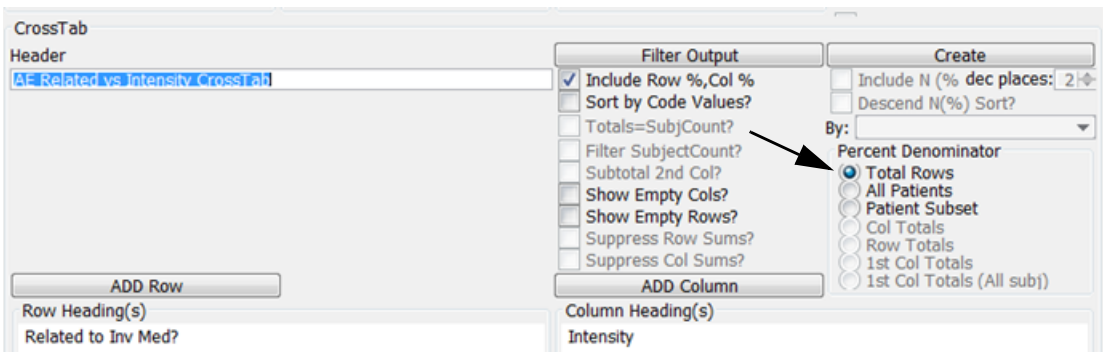 CrossTab
Header
AE Related vs Intensity CrossTab
Filter Output
Include Row %,Col %
Sort by Code Values?
Totals=SubjCount?
Filter SubjectCount?
Subtotal 2nd Col?
Show Empty Cols?
Show Empty Rows?
Suppress Row Sums?
Suppress Col Sums?
Create
Include N (% dec places: 2
Descend N(%) Sort?
By:
Percent Denominator
Total Rows
All Patients
Patient Subset
Col Totals
Row Totals
1st Col Totals
1st Col Totals (All subj)
ADD Row
ADD Column
Row Heading(s)
Related to Inv Med?
Column Heading(s)
Intensity